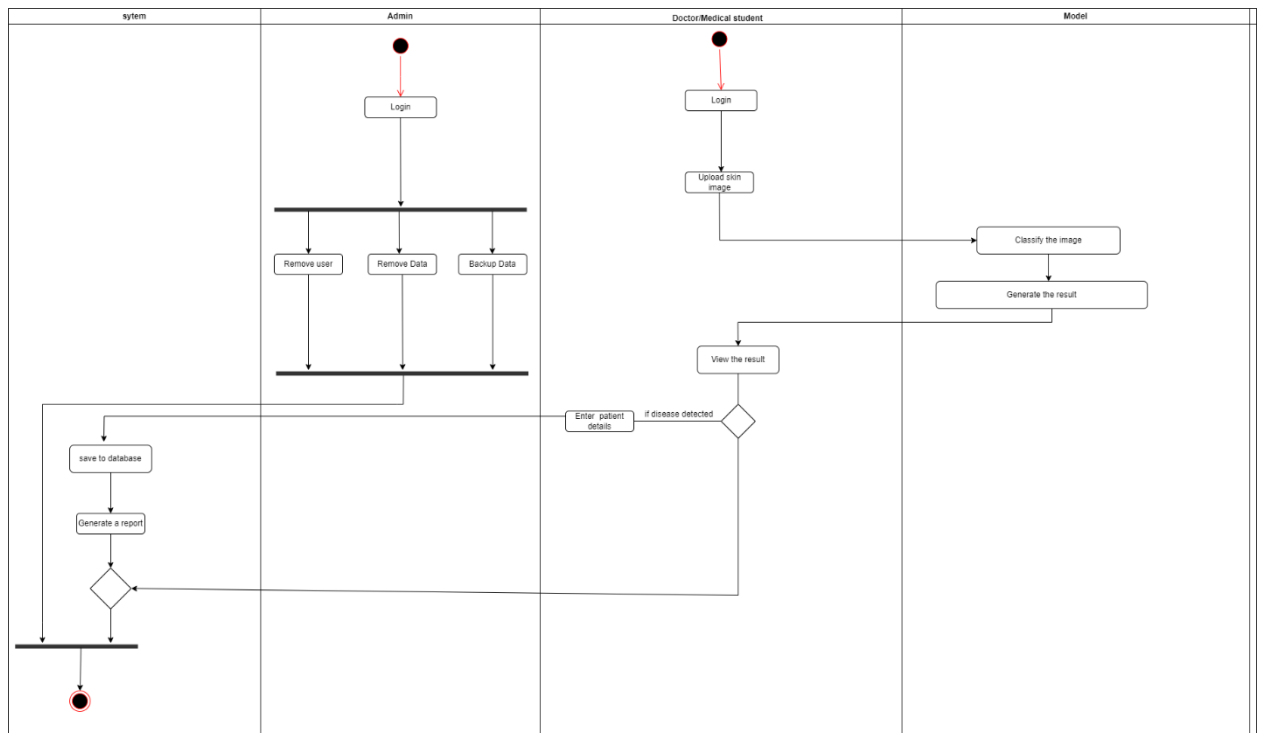 sytem
Admin
Doctor/Medical student
Model
Login
Login
Upload skin
image
Classify the image
Remove user
Remove Data
Backup Data
Generate the result
View the result
if disease detected
Enter patient
details
save to database
Generate a report